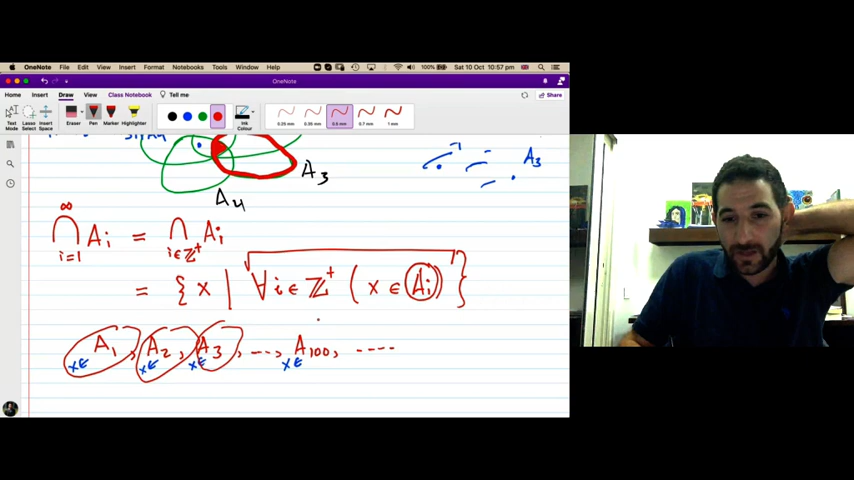 OneNote File Edit View Insert Format Notebooks Tools Window Help 100% Sat 10 Oct 10:57 pm
OneNote
Home Insert Draw View Class Notebook Tell me Share
Text Mode Lasso Select Insert Space Eraser Pen Marker Highlighter Ink Colour 0.25 mm 0.35 mm 0.5 mm 0.7 mm 1 mm
A3
A3
A4
∞
⋂ Ai = ⋂ Ai
i=1 i∈ℤ⁺
= { x | ∀i∈ℤ⁺ ( x ∈ Ai ) }
A1, A2, A3, ..., A100, ....
x∈ x∈ x∈ x∈